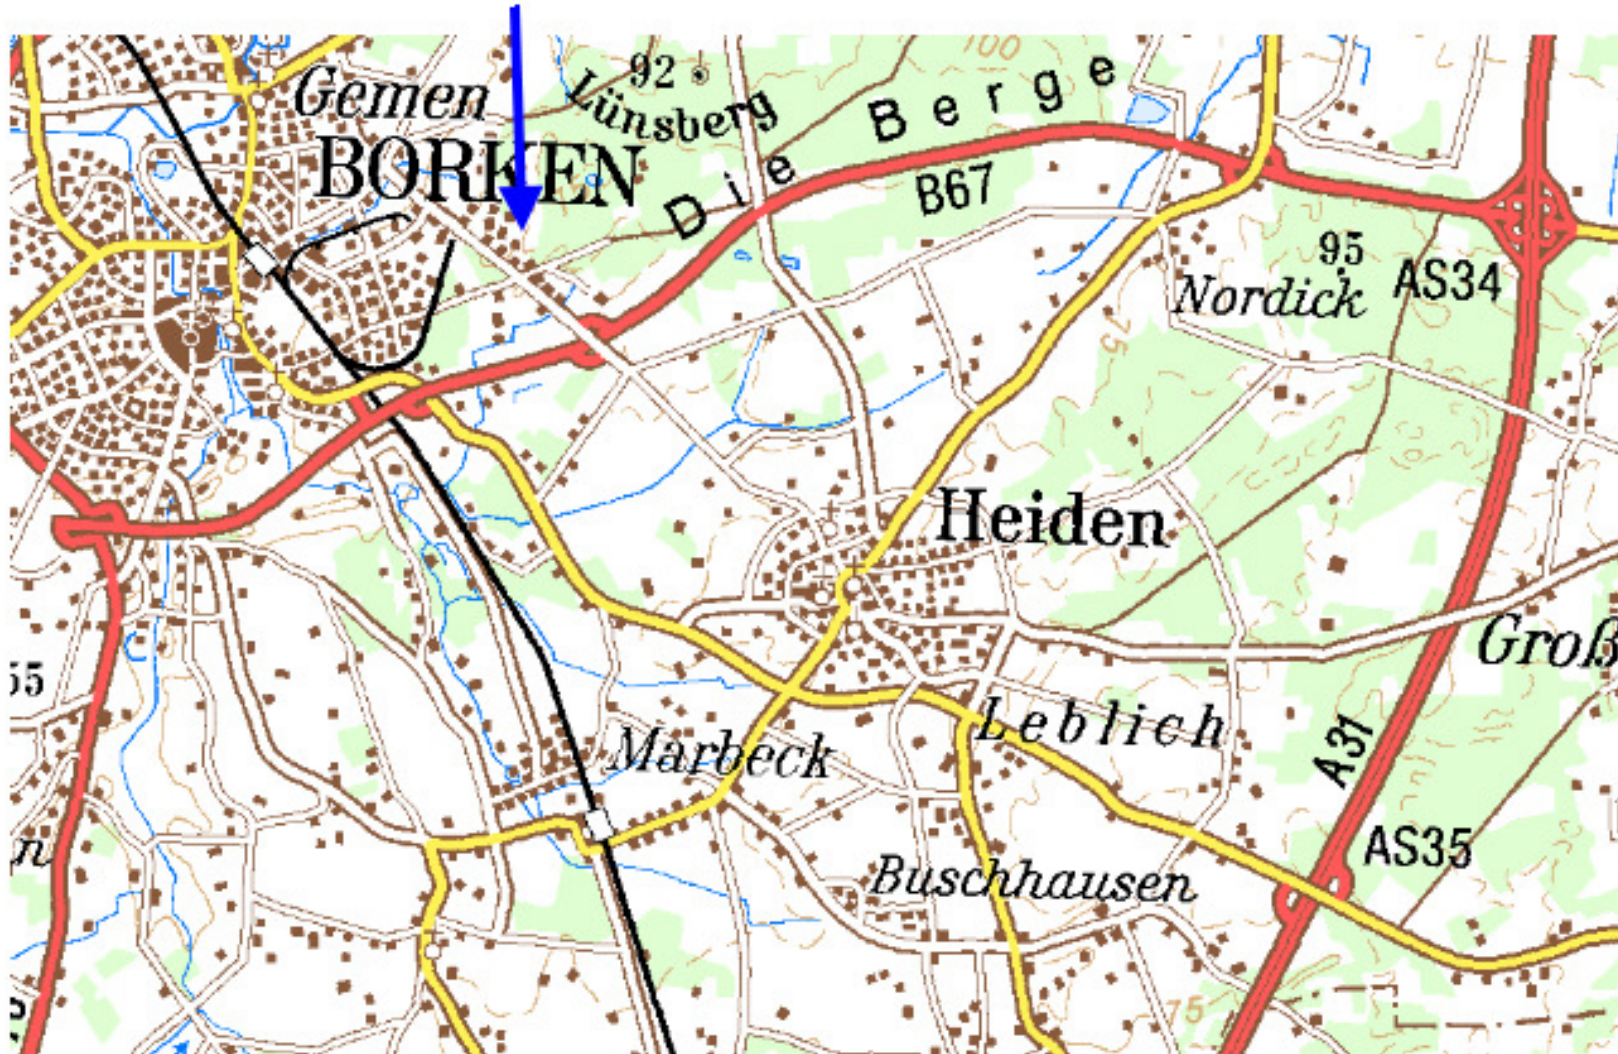 100
92
Lünsberg
Gemen
BORKEN
Die Berge
B67
95
AS34
Nordick
75
Heiden
Groß
55
Leblich
Marbeck
A31
AS35
n
Buschhausen
75